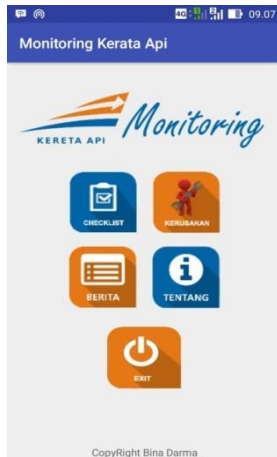 4G 09.07
Monitoring Kerata Api
KERETA API Monitoring
CHECKLIST KERUSAKAN
BERITA TENTANG
EXIT
CopyRight Bina Darma